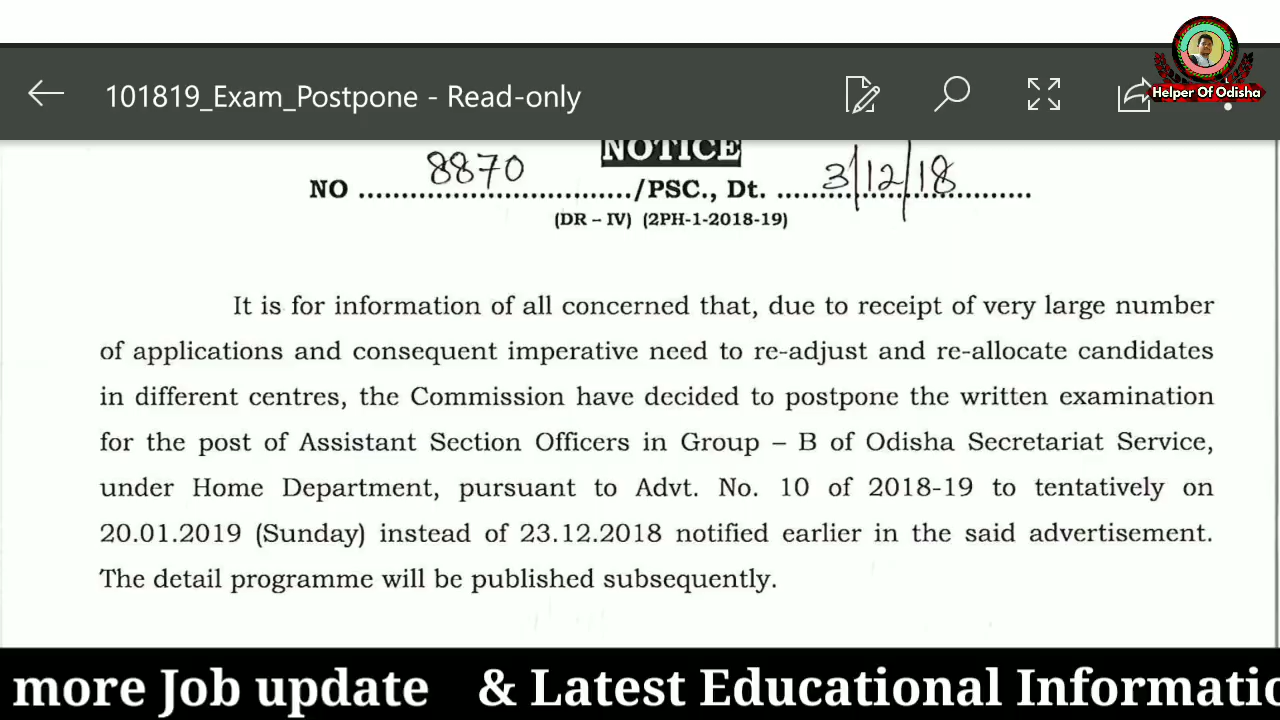 101819_Exam_Postpone - Read-only
Helper Of Odisha
NOTICE
NO ....8870..../PSC., Dt. ....3/12/18....
(DR – IV) (2PH-1-2018-19)
It is for information of all concerned that, due to receipt of very large number
of applications and consequent imperative need to re-adjust and re-allocate candidates
in different centres, the Commission have decided to postpone the written examination
for the post of Assistant Section Officers in Group – B of Odisha Secretariat Service,
under Home Department, pursuant to Advt. No. 10 of 2018-19 to tentatively on
20.01.2019 (Sunday) instead of 23.12.2018 notified earlier in the said advertisement.
The detail programme will be published subsequently.
more Job update & Latest Educational Informatio